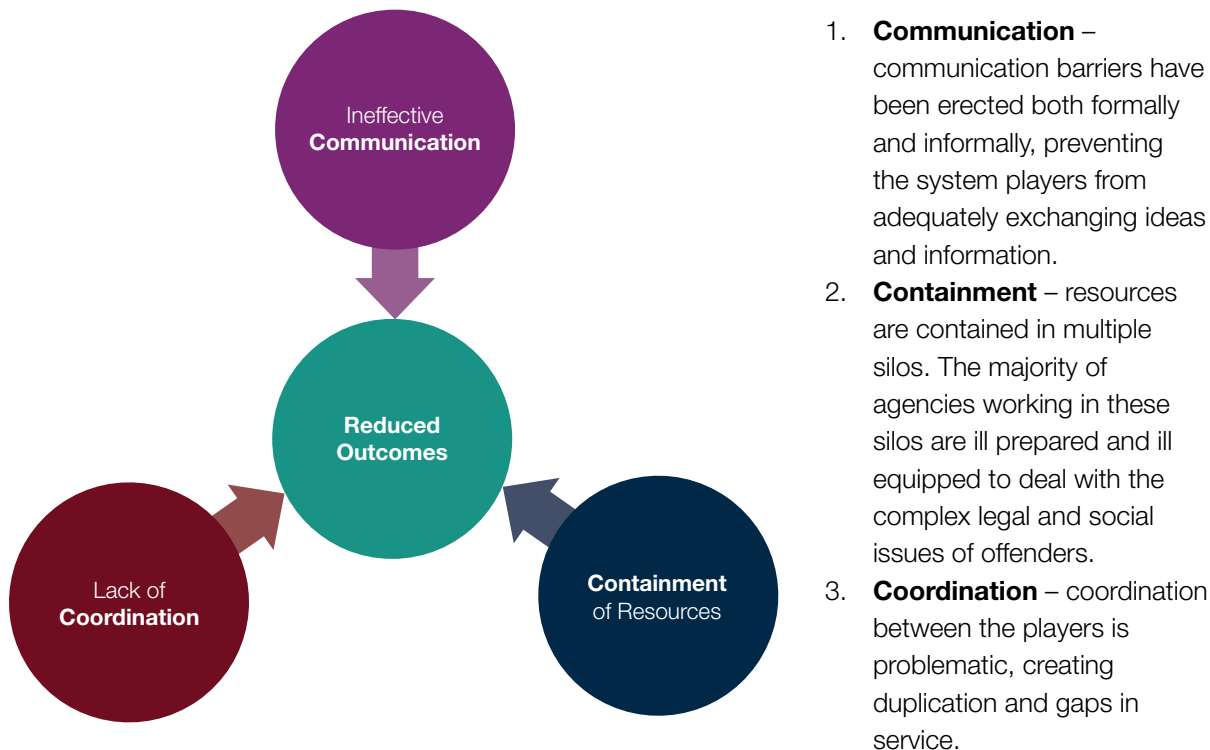 Ineffective
Communication
Reduced
Outcomes
Lack of
Coordination
Containment
of Resources
1. Communication –
communication barriers have
been erected both formally
and informally, preventing
the system players from
adequately exchanging ideas
and information.
2. Containment – resources
are contained in multiple
silos. The majority of
agencies working in these
silos are ill prepared and ill
equipped to deal with the
complex legal and social
issues of offenders.
3. Coordination – coordination
between the players is
problematic, creating
duplication and gaps in
service.